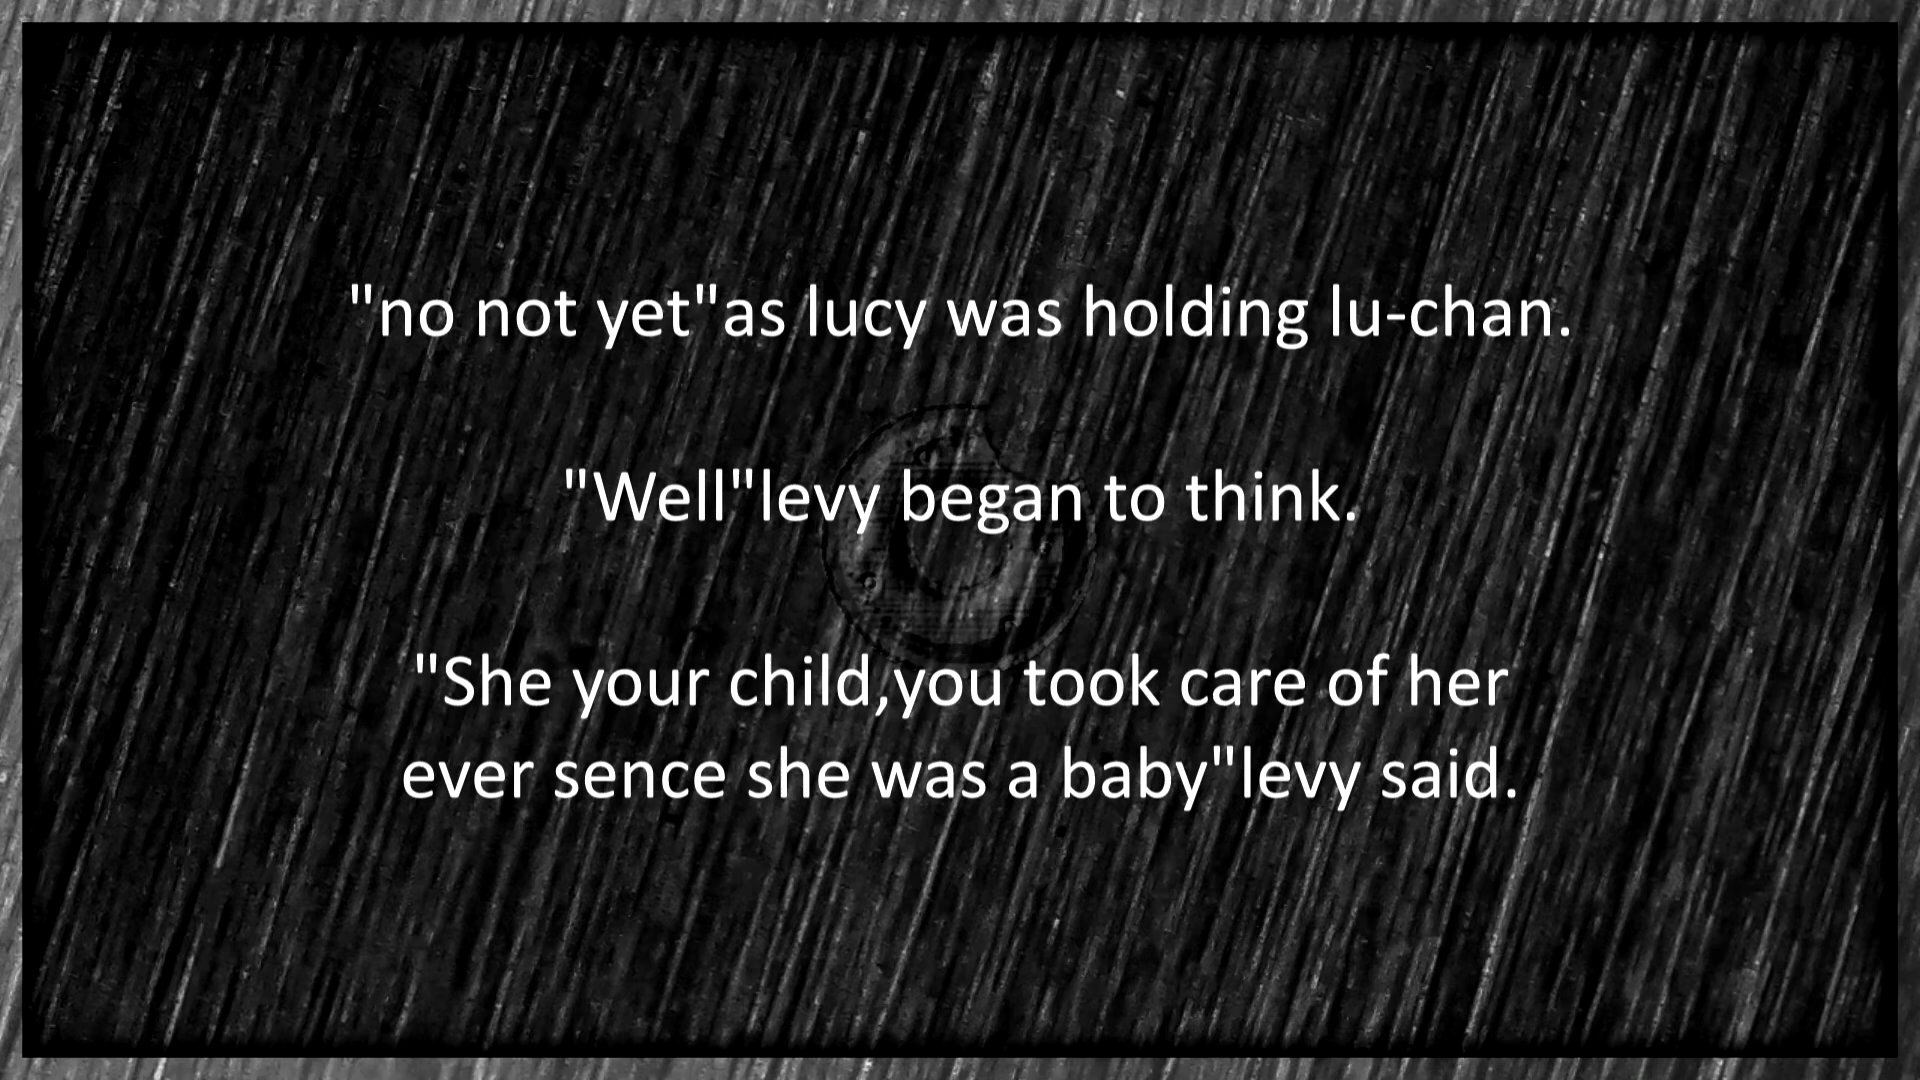 "no not yet"as lucy was holding lu-chan.
"Well"levy began to think.
"She your child,you took care of her
ever sence she was a baby"levy said.